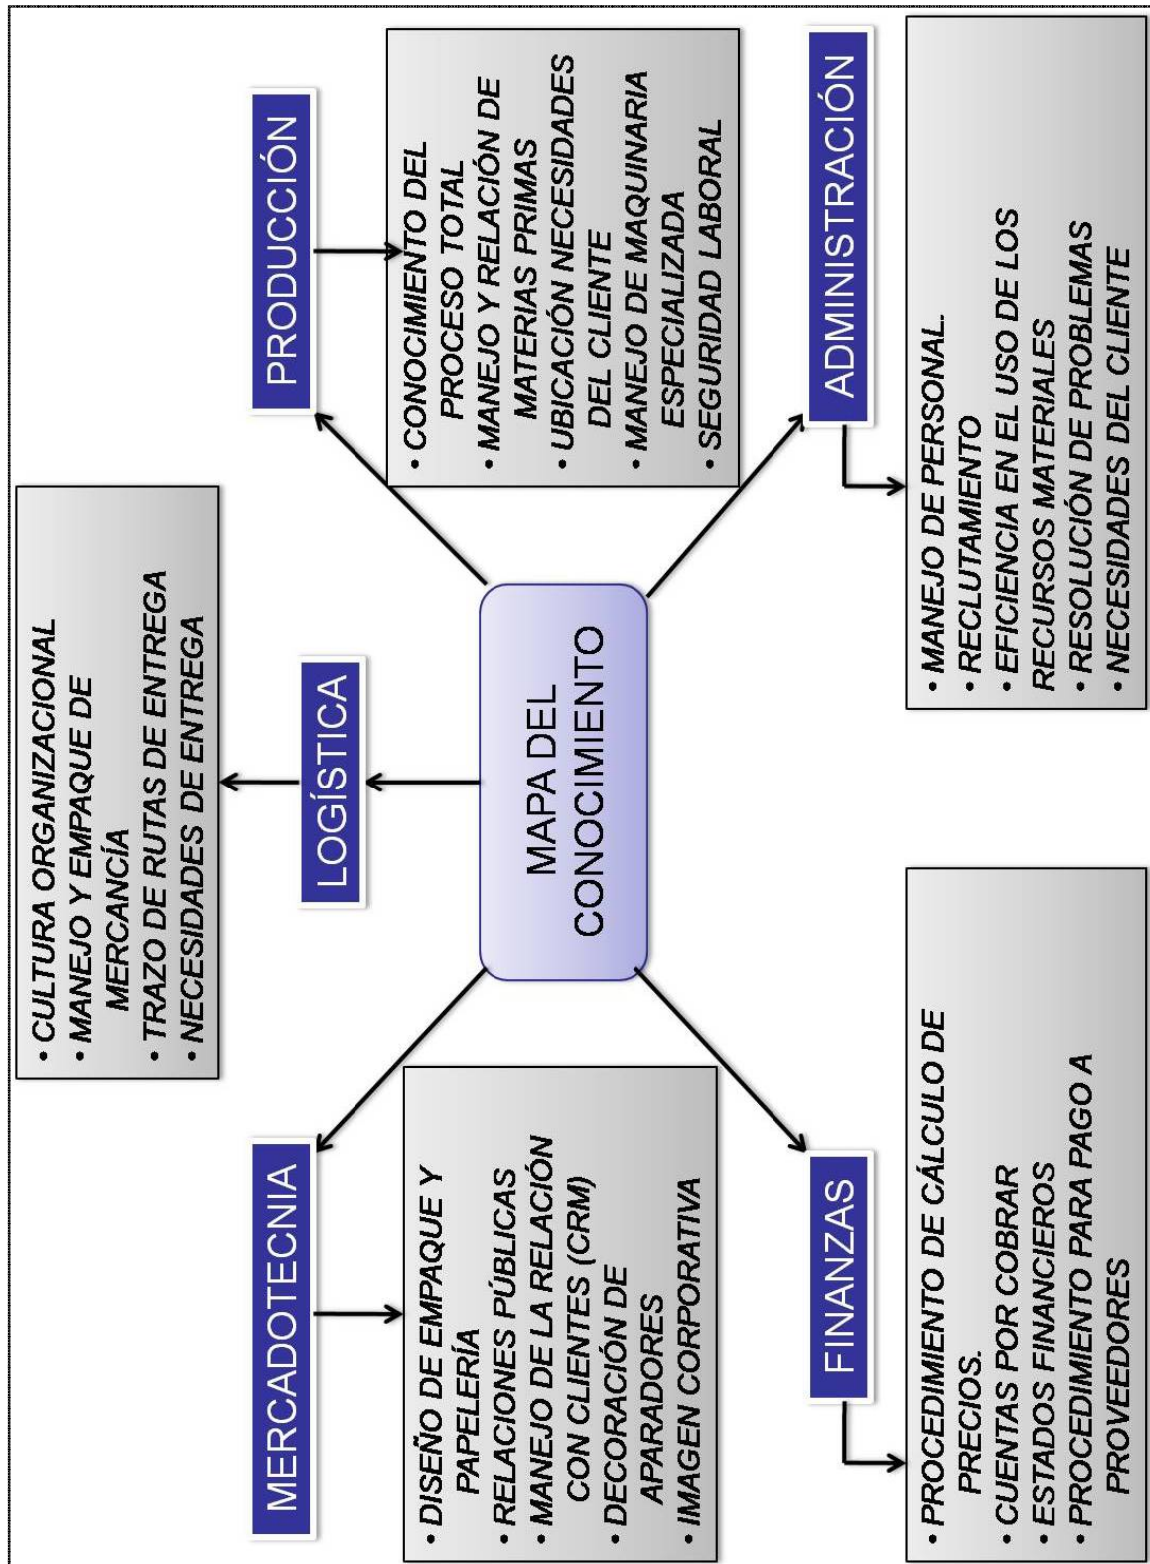 • CULTURA ORGANIZACIONAL
• MANEJO Y EMPAQUE DE
MERCANCÍA
• TRAZO DE RUTAS DE ENTREGA
• NECESIDADES DE ENTREGA
LOGÍSTICA
MERCADOTECNIA
• DISEÑO DE EMPAQUE Y
PAPELERÍA
• RELACIONES PÚBLICAS
• MANEJO DE LA RELACIÓN
CON CLIENTES (CRM)
• DECORACIÓN DE
APARADORES
• IMAGEN CORPORATIVA
MAPA DEL
CONOCIMIENTO
PRODUCCIÓN
• CONOCIMIENTO DEL
PROCESO TOTAL
• MANEJO Y RELACIÓN DE
MATERIAS PRIMAS
• UBICACIÓN NECESIDADES
DEL CLIENTE
• MANEJO DE MAQUINARIA
ESPECIALIZADA
• SEGURIDAD LABORAL
FINANZAS
• PROCEDIMIENTO DE CÁLCULO DE
PRECIOS.
• CUENTAS POR COBRAR
• ESTADOS FINANCIEROS
• PROCEDIMIENTO PARA PAGO A
PROVEEDORES
ADMINISTRACIÓN
• MANEJO DE PERSONAL.
• RECLUTAMIENTO
• EFICIENCIA EN EL USO DE LOS
RECURSOS MATERIALES
• RESOLUCIÓN DE PROBLEMAS
• NECESIDADES DEL CLIENTE